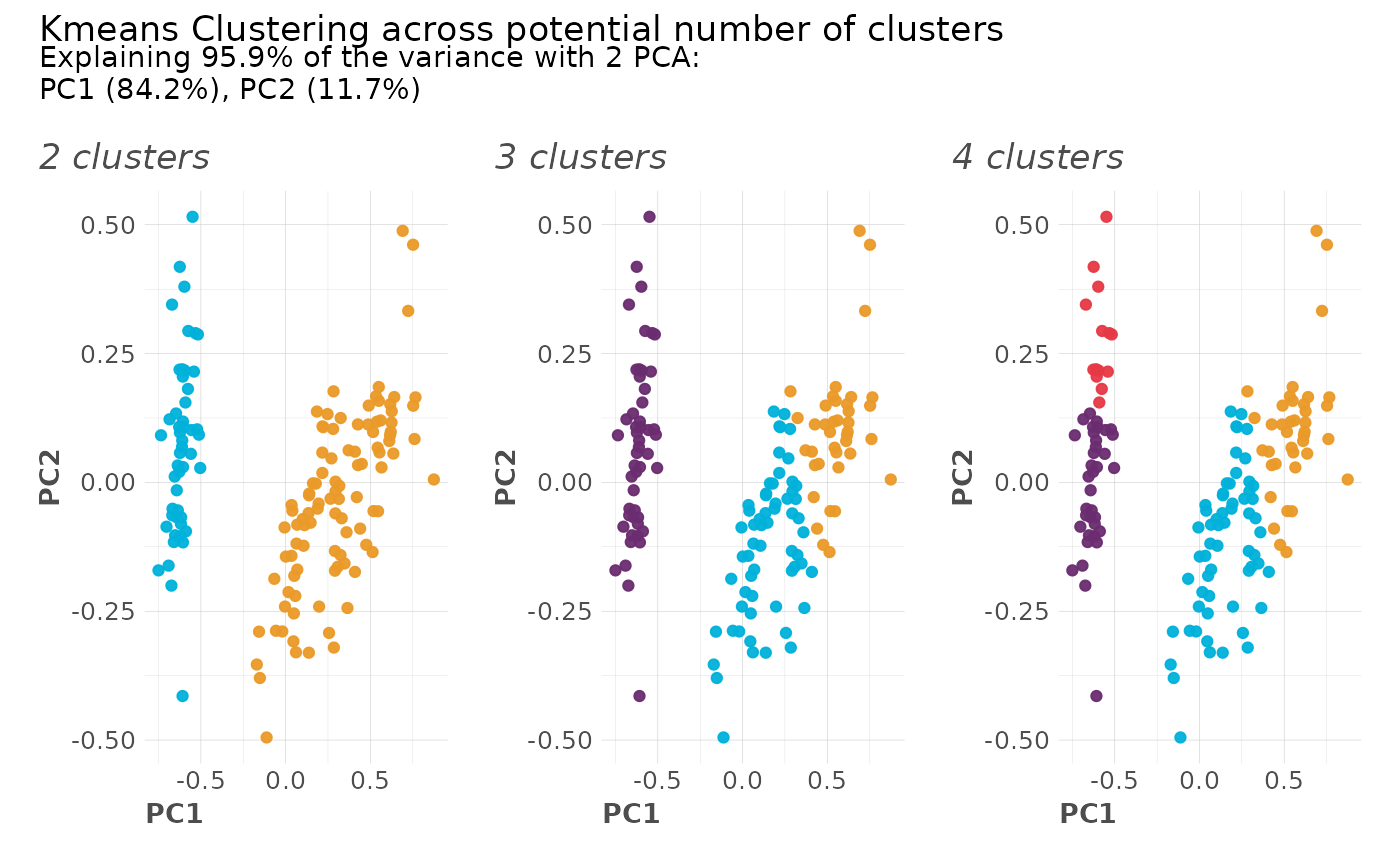 Kmeans Clustering across potential number of clusters
Explaining 95.9% of the variance with 2 PCA:
PC1 (84.2%), PC2 (11.7%)
2 clusters
0.50
0.25
0.00
-0.25
-0.50
PC2
-0.5 0.0 0.5
PC1
3 clusters
0.50
0.25
0.00
-0.25
-0.50
PC2
-0.5 0.0 0.5
4 clusters
0.50
0.25
0.00
-0.25
-0.50
PC2
-0.5 0.0 0.5
PC1
PC1